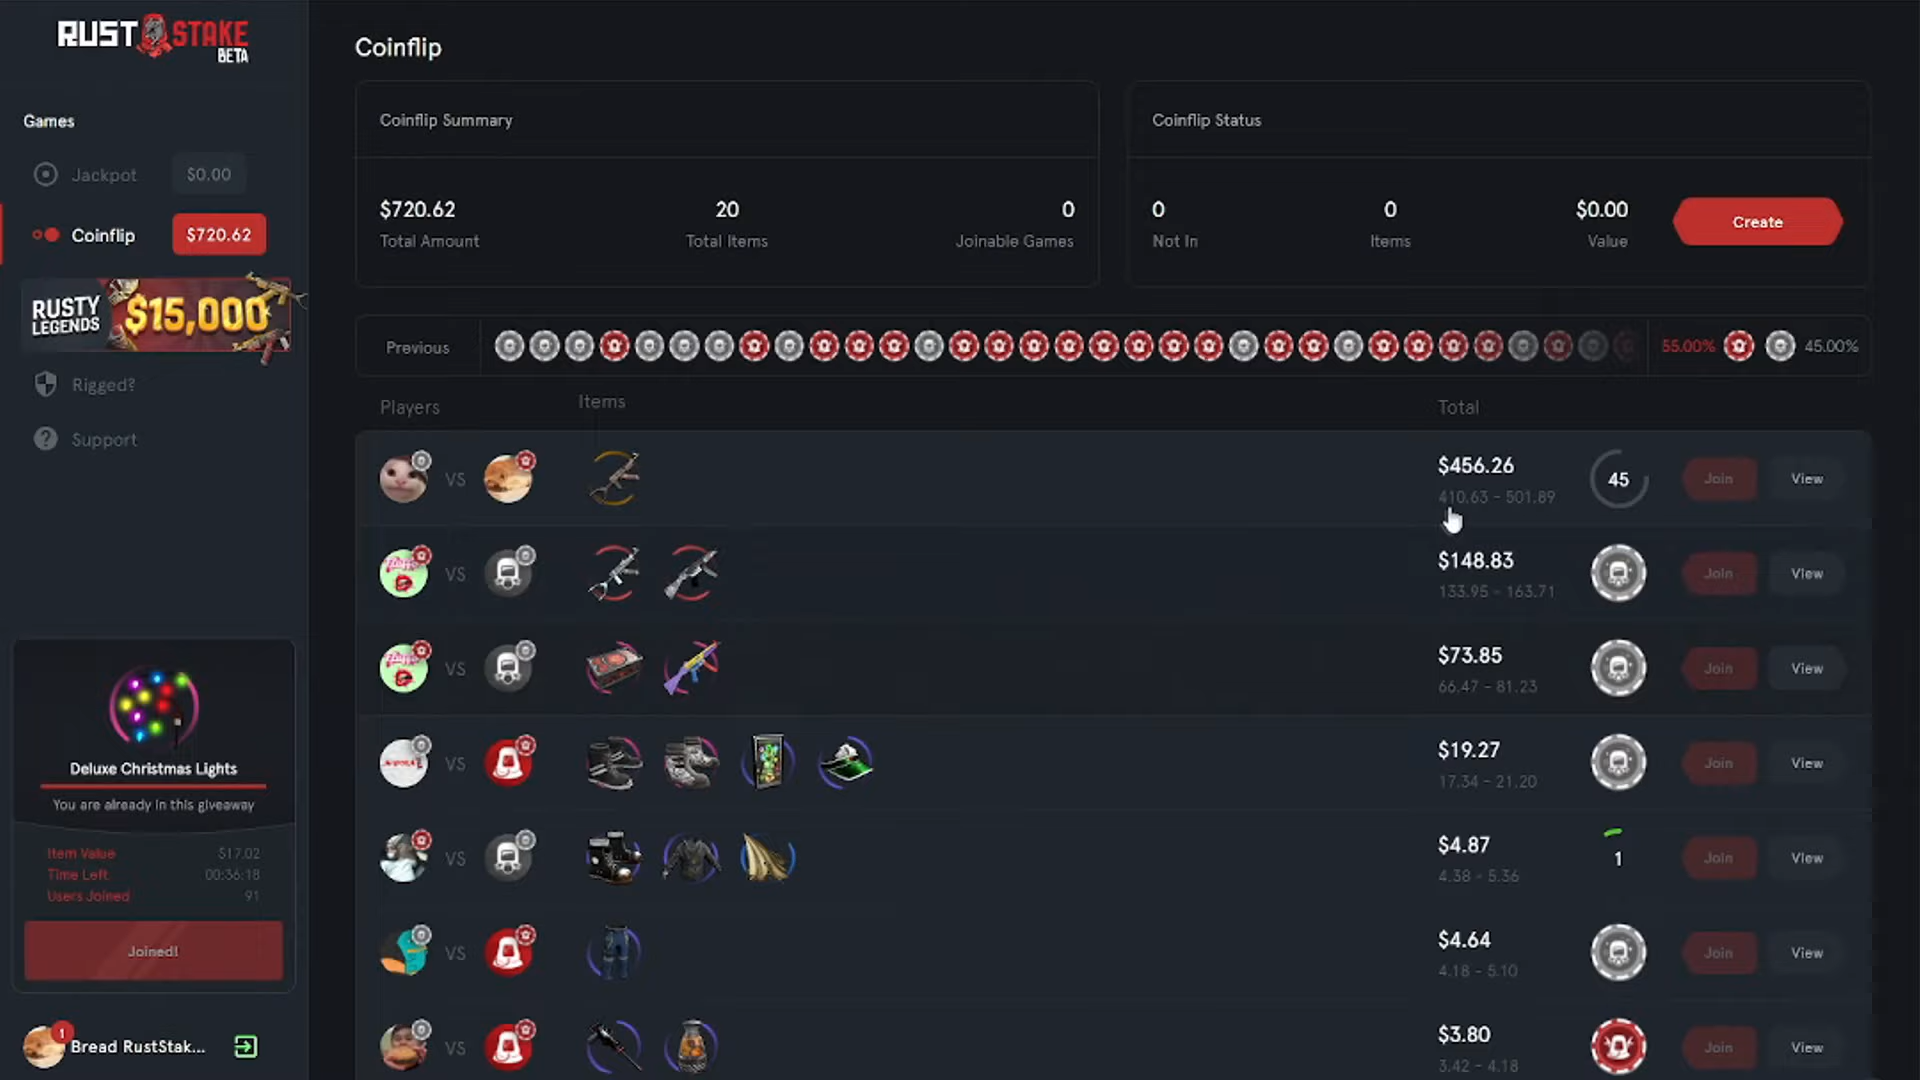 RUST STAKE
BETA
Games
Jackpot $0.00
Coinflip $720.62
RUSTY LEGENDS $15,000
Rigged?
Support
Deluxe Christmas Lights
You are already in this giveaway
Item Value $17.02
Time Left 00:36:18
Users Joined 91
Joined!
1
Bread RustStak...
Coinflip
Coinflip Summary
$720.62 20 0
Total Amount Total Items Joinable Games
Coinflip Status
0 0 $0.00 Create
Not In Items Value
Previous 55.00% 45.00%
Players Items Total
VS $456.26 45 Join View
410.63 - 501.89
VS $148.83 Join View
133.95 - 163.71
VS $73.85 Join View
66.47 - 81.23
VS $19.27 Join View
17.34 - 21.20
VS $4.87 1 Join View
4.38 - 5.36
VS $4.64 Join View
4.18 - 5.10
VS $3.80 Join View
3.42 - 4.18